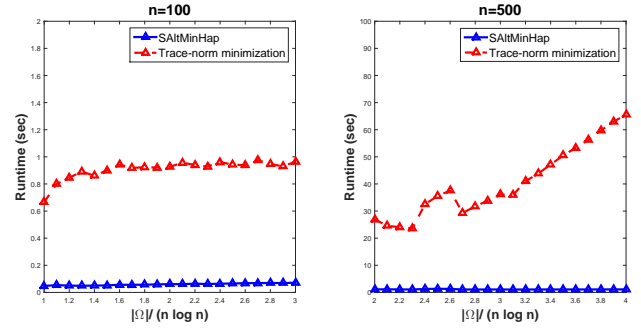 n=100
SAltMinHap
Trace-norm minimization
Runtime (sec)
2
1.8
1.6
1.4
1.2
1
0.8
0.6
0.4
0.2
0
1 1.2 1.4 1.6 1.8 2 2.2 2.4 2.6 2.8 3
|Ω|/ (n log n)
n=500
SAltMinHap
Trace-norm minimization
Runtime (sec)
100
90
80
70
60
50
40
30
20
10
0
2 2.2 2.4 2.6 2.8 3 3.2 3.4 3.6 3.8 4
|Ω|/ (n log n)